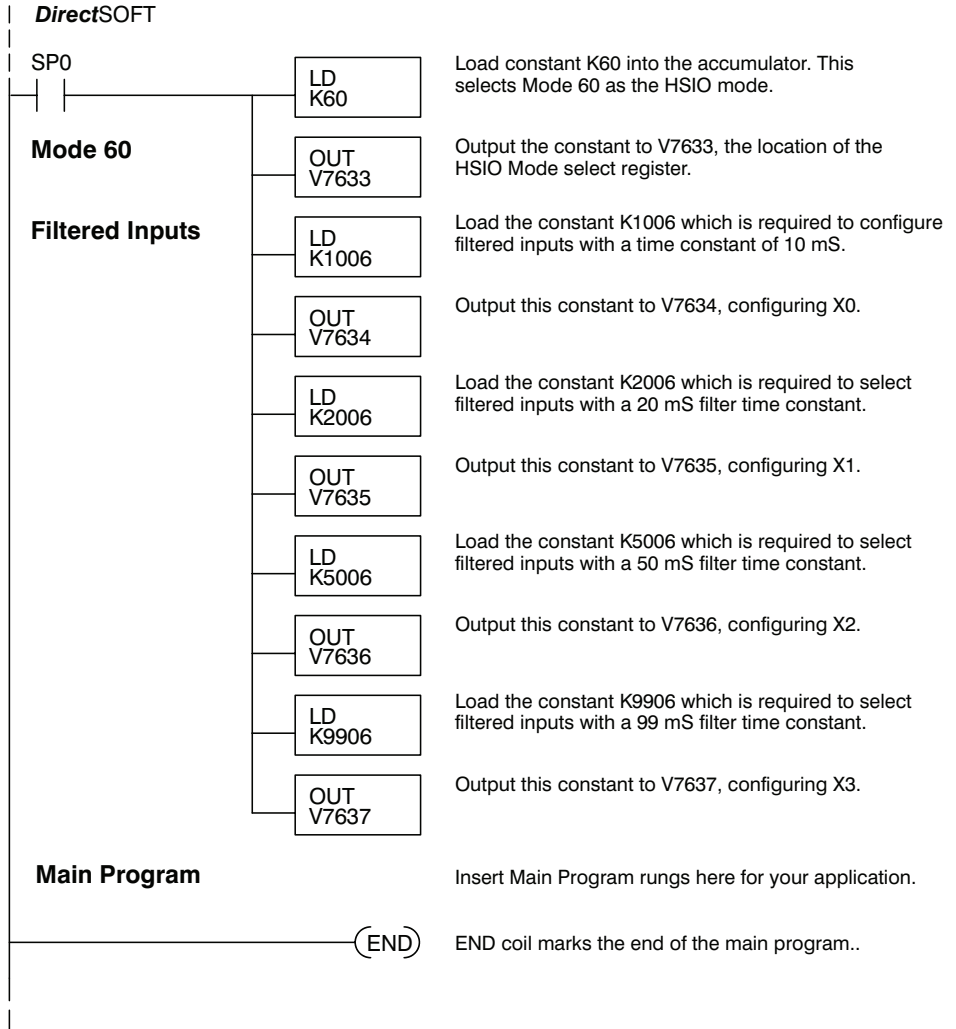 DirectSOFT
SP0
LD
K60
Load constant K60 into the accumulator. This
selects Mode 60 as the HSIO mode.
Mode 60
OUT
V7633
Output the constant to V7633, the location of the
HSIO Mode select register.
Filtered Inputs
LD
K1006
Load the constant K1006 which is required to configure
filtered inputs with a time constant of 10 mS.
OUT
V7634
Output this constant to V7634, configuring X0.
LD
K2006
Load the constant K2006 which is required to select
filtered inputs with a 20 mS filter time constant.
OUT
V7635
Output this constant to V7635, configuring X1.
LD
K5006
Load the constant K5006 which is required to select
filtered inputs with a 50 mS filter time constant.
OUT
V7636
Output this constant to V7636, configuring X2.
LD
K9906
Load the constant K9906 which is required to select
filtered inputs with a 99 mS filter time constant.
OUT
V7637
Output this constant to V7637, configuring X3.
Main Program
Insert Main Program rungs here for your application.
END
END coil marks the end of the main program..